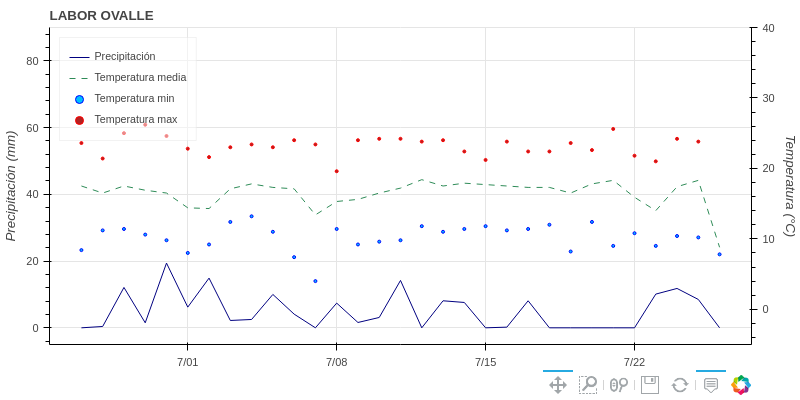 LABOR OVALLE
Precipitación
Temperatura media
Temperatura min
Temperatura max
Precipitación (mm)
80
60
40
20
0
Temperatura (°C)
40
30
20
10
0
7/01
7/08
7/15
7/22